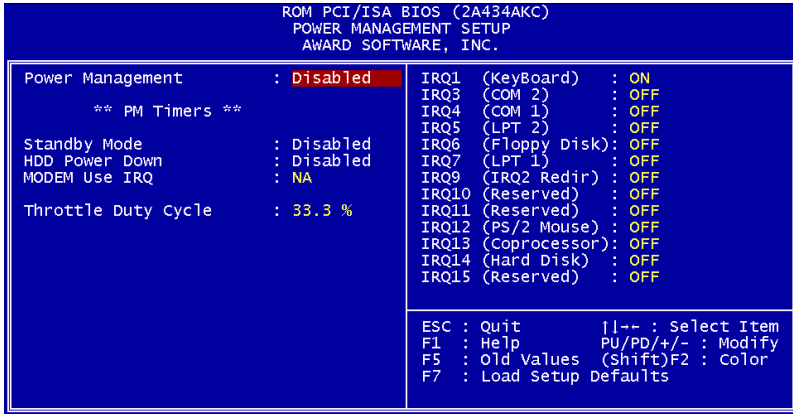 ROM PCI/ISA BIOS (2A434AKC)
POWER MANAGEMENT SETUP
AWARD SOFTWARE, INC.
Power Management : Disabled
** PM Timers **
Standby Mode : Disabled
HDD Power Down : Disabled
MODEM Use IRQ : NA
Throttle Duty Cycle : 33.3 %
IRQ1 (KeyBoard) : ON
IRQ3 (COM 2) : OFF
IRQ4 (COM 1) : OFF
IRQ5 (LPT 2) : OFF
IRQ6 (Floppy Disk): OFF
IRQ7 (LPT 1) : OFF
IRQ9 (IRQ2 Redir) : OFF
IRQ10 (Reserved) : OFF
IRQ11 (Reserved) : OFF
IRQ12 (PS/2 Mouse) : OFF
IRQ13 (Coprocessor): OFF
IRQ14 (Hard Disk) : OFF
IRQ15 (Reserved) : OFF
ESC : Quit ↑↓→← : Select Item
F1 : Help PU/PD/+/- : Modify
F5 : Old Values (Shift)F2 : Color
F7 : Load Setup Defaults